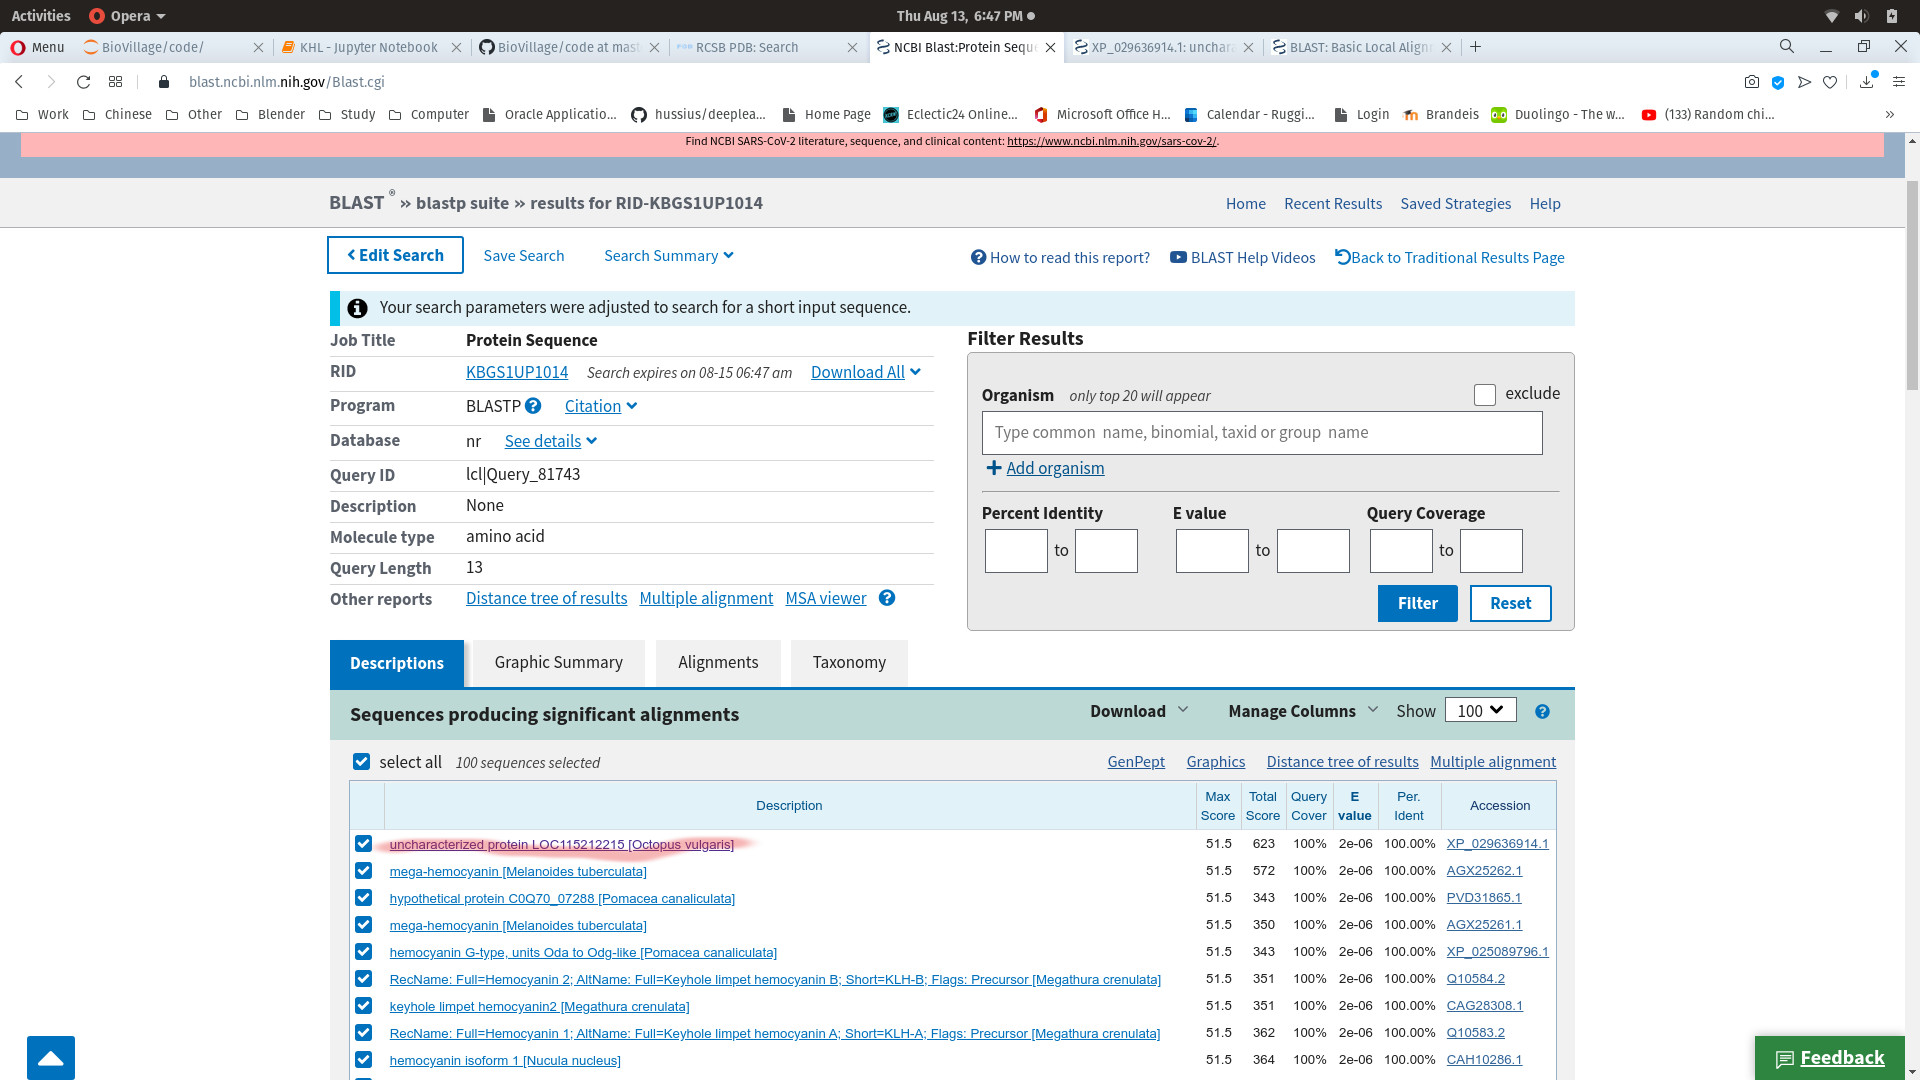 Activities Opera Thu Aug 13, 6:47 PM
Menu BioVillage/code/ KHL - Jupyter Notebook BioVillage/code at mast RCSB PDB: Search NCBI Blast:Protein Sequ XP_029636914.1: unchara BLAST: Basic Local Alignn
blast.ncbi.nlm.nih.gov/Blast.cgi
Work Chinese Other Blender Study Computer Oracle Applicatio... hussius/deeplea... Home Page Eclectic24 Online... Microsoft Office H... Calendar - Ruggi... Login Brandeis Duolingo - The w... (133) Random chi... »
Find NCBI SARS-CoV-2 literature, sequence, and clinical content: https://www.ncbi.nlm.nih.gov/sars-cov-2/.
BLAST ® » blastp suite » results for RID-KBGS1UP1014 Home Recent Results Saved Strategies Help
Edit Search Save Search Search Summary How to read this report? BLAST Help Videos Back to Traditional Results Page
Your search parameters were adjusted to search for a short input sequence.
Job Title Protein Sequence
RID KBGS1UP1014 Search expires on 08-15 06:47 am Download All
Program BLASTP Citation
Database nr See details
Query ID lcl|Query_81743
Description None
Molecule type amino acid
Query Length 13
Other reports Distance tree of results Multiple alignment MSA viewer
Filter Results
Organism only top 20 will appear exclude
Type common name, binomial, taxid or group name
Add organism
Percent Identity E value Query Coverage
to to to
Filter Reset
Descriptions Graphic Summary Alignments Taxonomy
Sequences producing significant alignments Download Manage Columns Show 100
select all 100 sequences selected GenPept Graphics Distance tree of results Multiple alignment
Description Max Score Total Score Query Cover E value Per. Ident Accession
uncharacterized protein LOC115212215 [Octopus vulgaris] 51.5 623 100% 2e-06 100.00% XP_029636914.1
mega-hemocyanin [Melanoides tuberculata] 51.5 572 100% 2e-06 100.00% AGX25262.1
hypothetical protein C0Q70_07288 [Pomacea canaliculata] 51.5 343 100% 2e-06 100.00% PVD31865.1
mega-hemocyanin [Melanoides tuberculata] 51.5 350 100% 2e-06 100.00% AGX25261.1
hemocyanin G-type, units Oda to Odg-like [Pomacea canaliculata] 51.5 343 100% 2e-06 100.00% XP_025089796.1
RecName: Full=Hemocyanin 2; AltName: Full=Keyhole limpet hemocyanin B; Short=KLH-B; Flags: Precursor [Megathura crenulata] 51.5 351 100% 2e-06 100.00% Q10584.2
keyhole limpet hemocyanin2 [Megathura crenulata] 51.5 351 100% 2e-06 100.00% CAG28308.1
RecName: Full=Hemocyanin 1; AltName: Full=Keyhole limpet hemocyanin A; Short=KLH-A; Flags: Precursor [Megathura crenulata] 51.5 362 100% 2e-06 100.00% Q10583.2
hemocyanin isoform 1 [Nucula nucleus] 51.5 364 100% 2e-06 100.00% CAH10286.1
Feedback